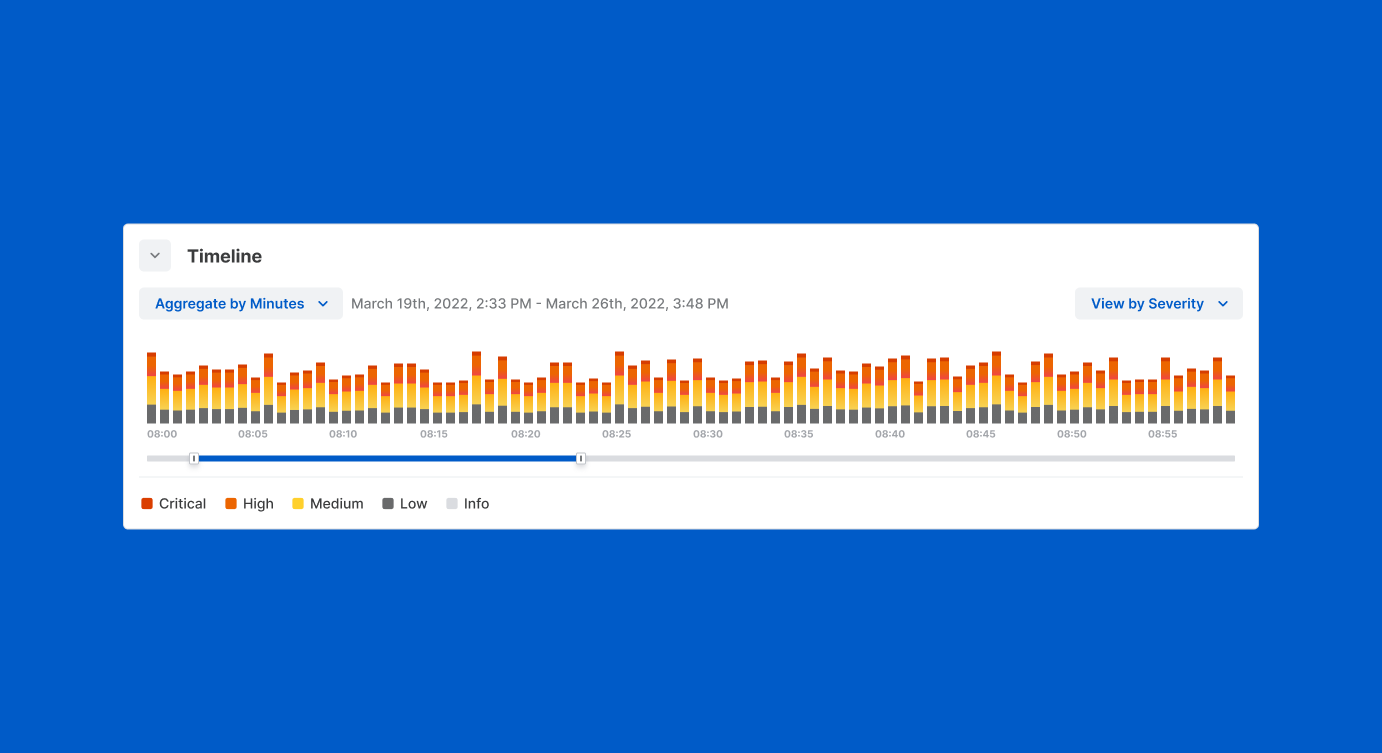 Timeline
Aggregate by Minutes March 19th, 2022, 2:33 PM - March 26th, 2022, 3:48 PM View by Severity
08:00 08:05 08:10 08:15 08:20 08:25 08:30 08:35 08:40 08:45 08:50 08:55
Critical High Medium Low Info